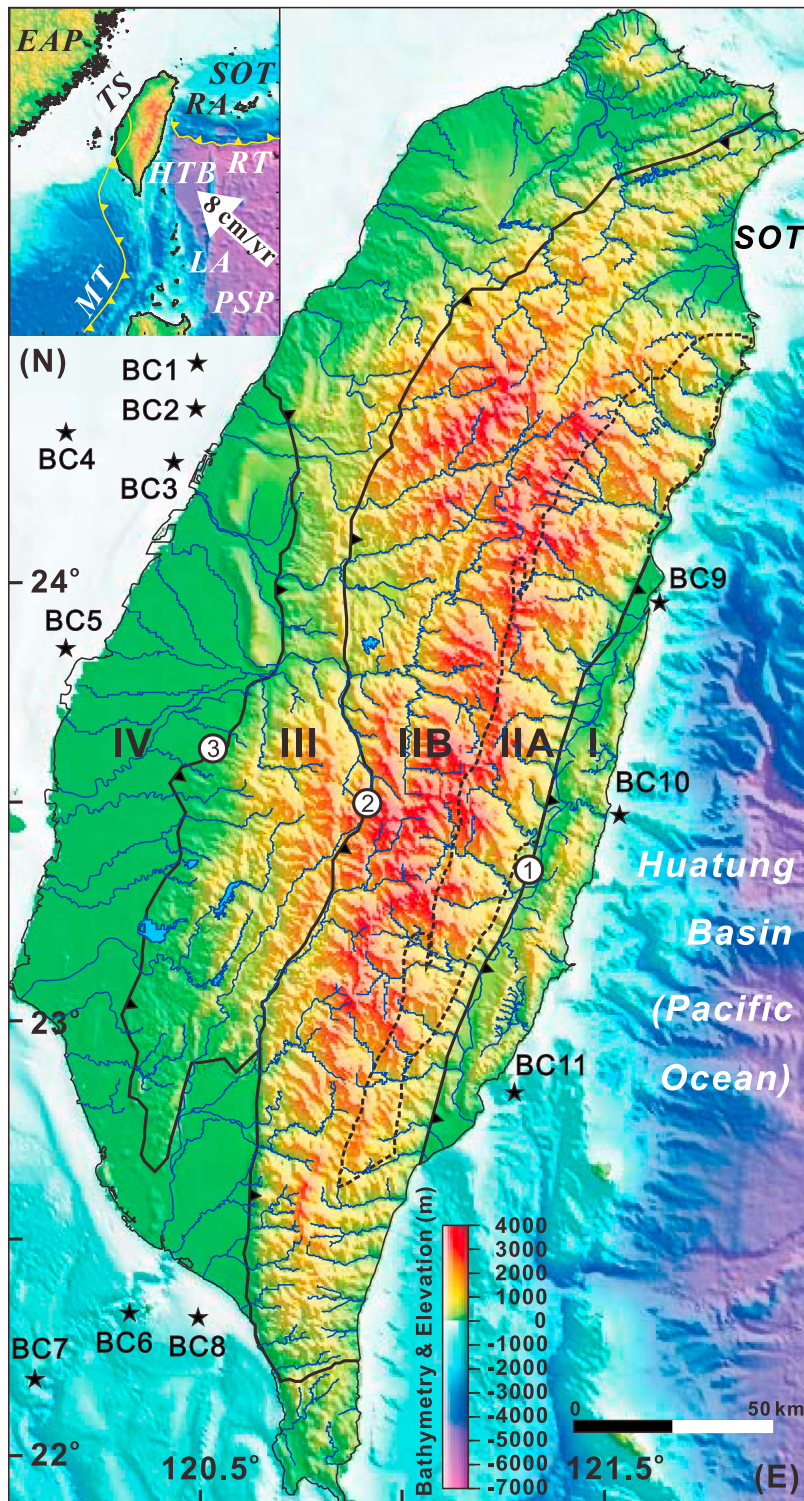 EAP
TS
SOT
RA
RT
HTB
8 cm/yr
LA
MT
PSP
SOT
(N)
BC1
BC2
BC4
BC3
24°
BC9
BC5
IV
3
III
IIB
IIA
I
2
BC10
1
Huatung
Basin
(Pacific
Ocean)
23°
BC11
Bathymetry & Elevation (m)
4000
3000
2000
1000
0
-1000
-2000
-3000
-4000
-5000
-6000
-7000
BC7
BC6
BC8
0
50 km
22°
120.5°
121.5°
(E)